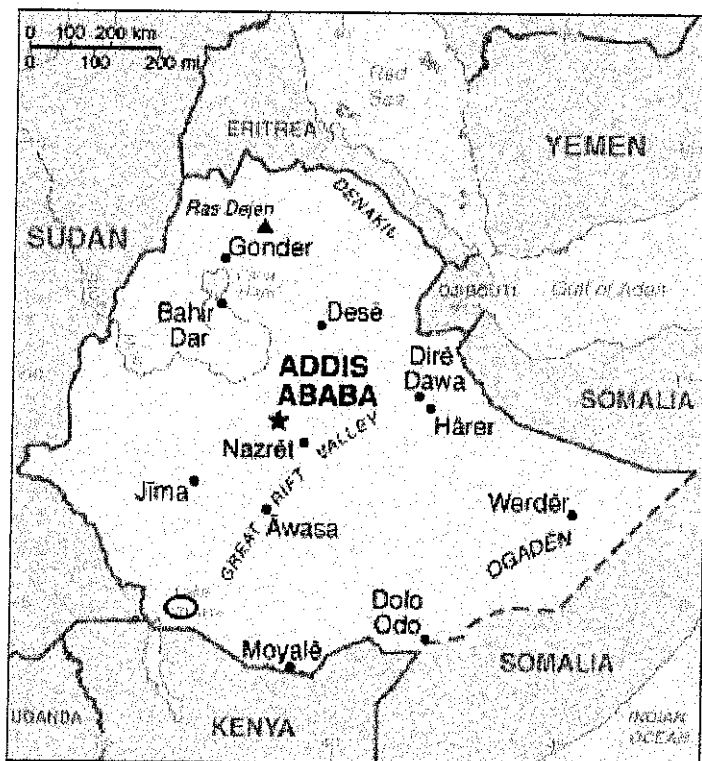 0 100 200 km
0 100 200 mi
Red
Sea
ERITREA
YEMEN
SUDAN
Ras Dejen
DENAKIL
Gonder
Bahir
Dar
Desē
DJIBOUTI
Gulf of Aden
ADDIS
ABABA
Dirē
Dawa
SOMALIA
Hārer
Nazrēt
GREAT RIFT VALLEY
Jīma
Āwasa
Werdēr
OGADĒN
Dolo
Odo
Moyalē
SOMALIA
UGANDA
KENYA
INDIAN
OCEAN